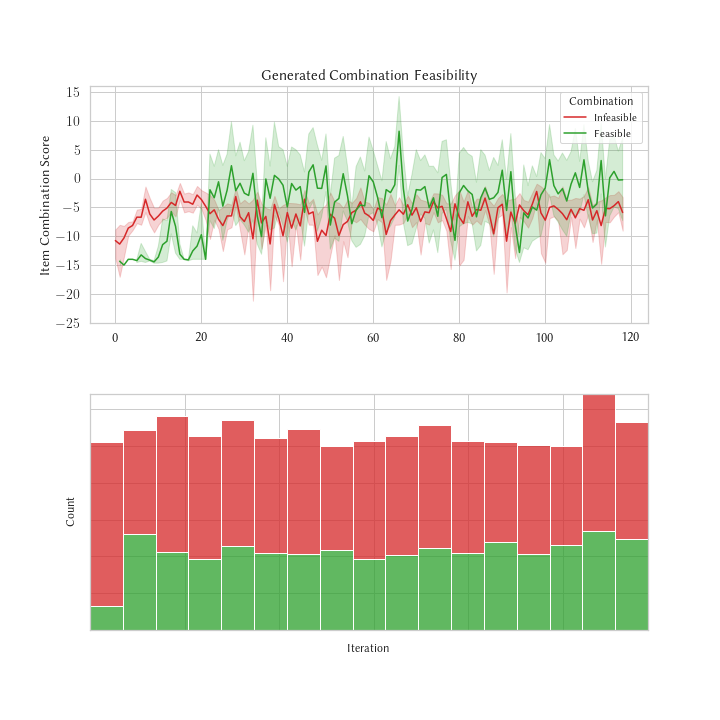 Generated Combination Feasibility
Item Combination Score
15
10
5
0
−5
−10
−15
−20
−25
Combination
Infeasible
Feasible
0 20 40 60 80 100 120
Count
Iteration